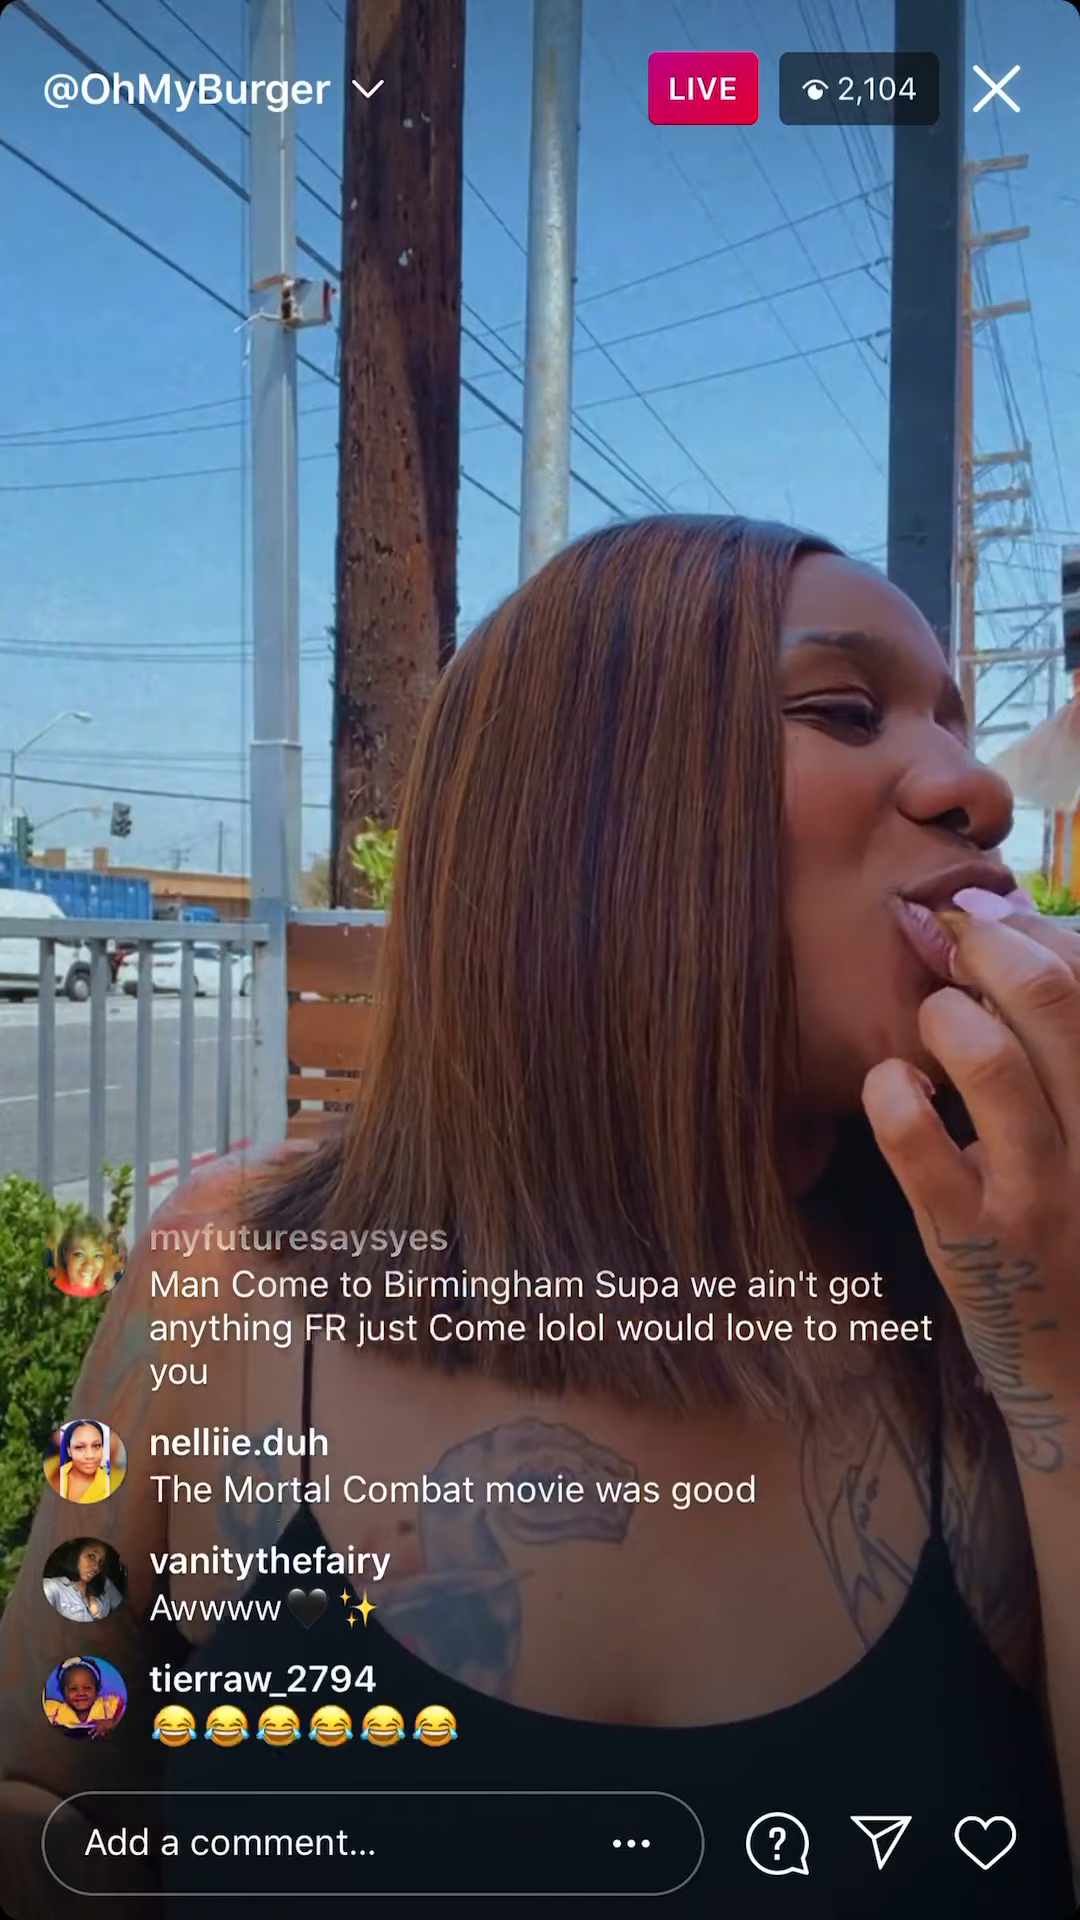 @OhMyBurger
LIVE
2,104
myfuturesaysyes
Man Come to Birmingham Supa we ain't got
anything FR just Come lolol would love to meet
you
nelliie.duh
The Mortal Combat movie was good
vanitythefairy
Awwww🖤✨
tierraw_2794
😂😂😂😂😂😂
Add a comment...